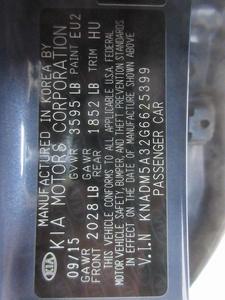 MANUFACTURED IN KOREA BY
KIA MOTORS CORPORATION
09/15 GVWR 3595 LB PAINT EU2
GAWR GAWR
FRONT 2028 LB REAR 1852 LB TRIM HU
THIS VEHICLE CONFORMS TO ALL APPLICABLE U.S.A. FEDERAL
MOTOR VEHICLE SAFETY, BUMPER, AND THEFT PREVENTION STANDARDS
IN EFFECT ON THE DATE OF MANUFACTURE SHOWN ABOVE.
V.I.N KNADM5A32G6625399
PASSENGER CAR
KIA